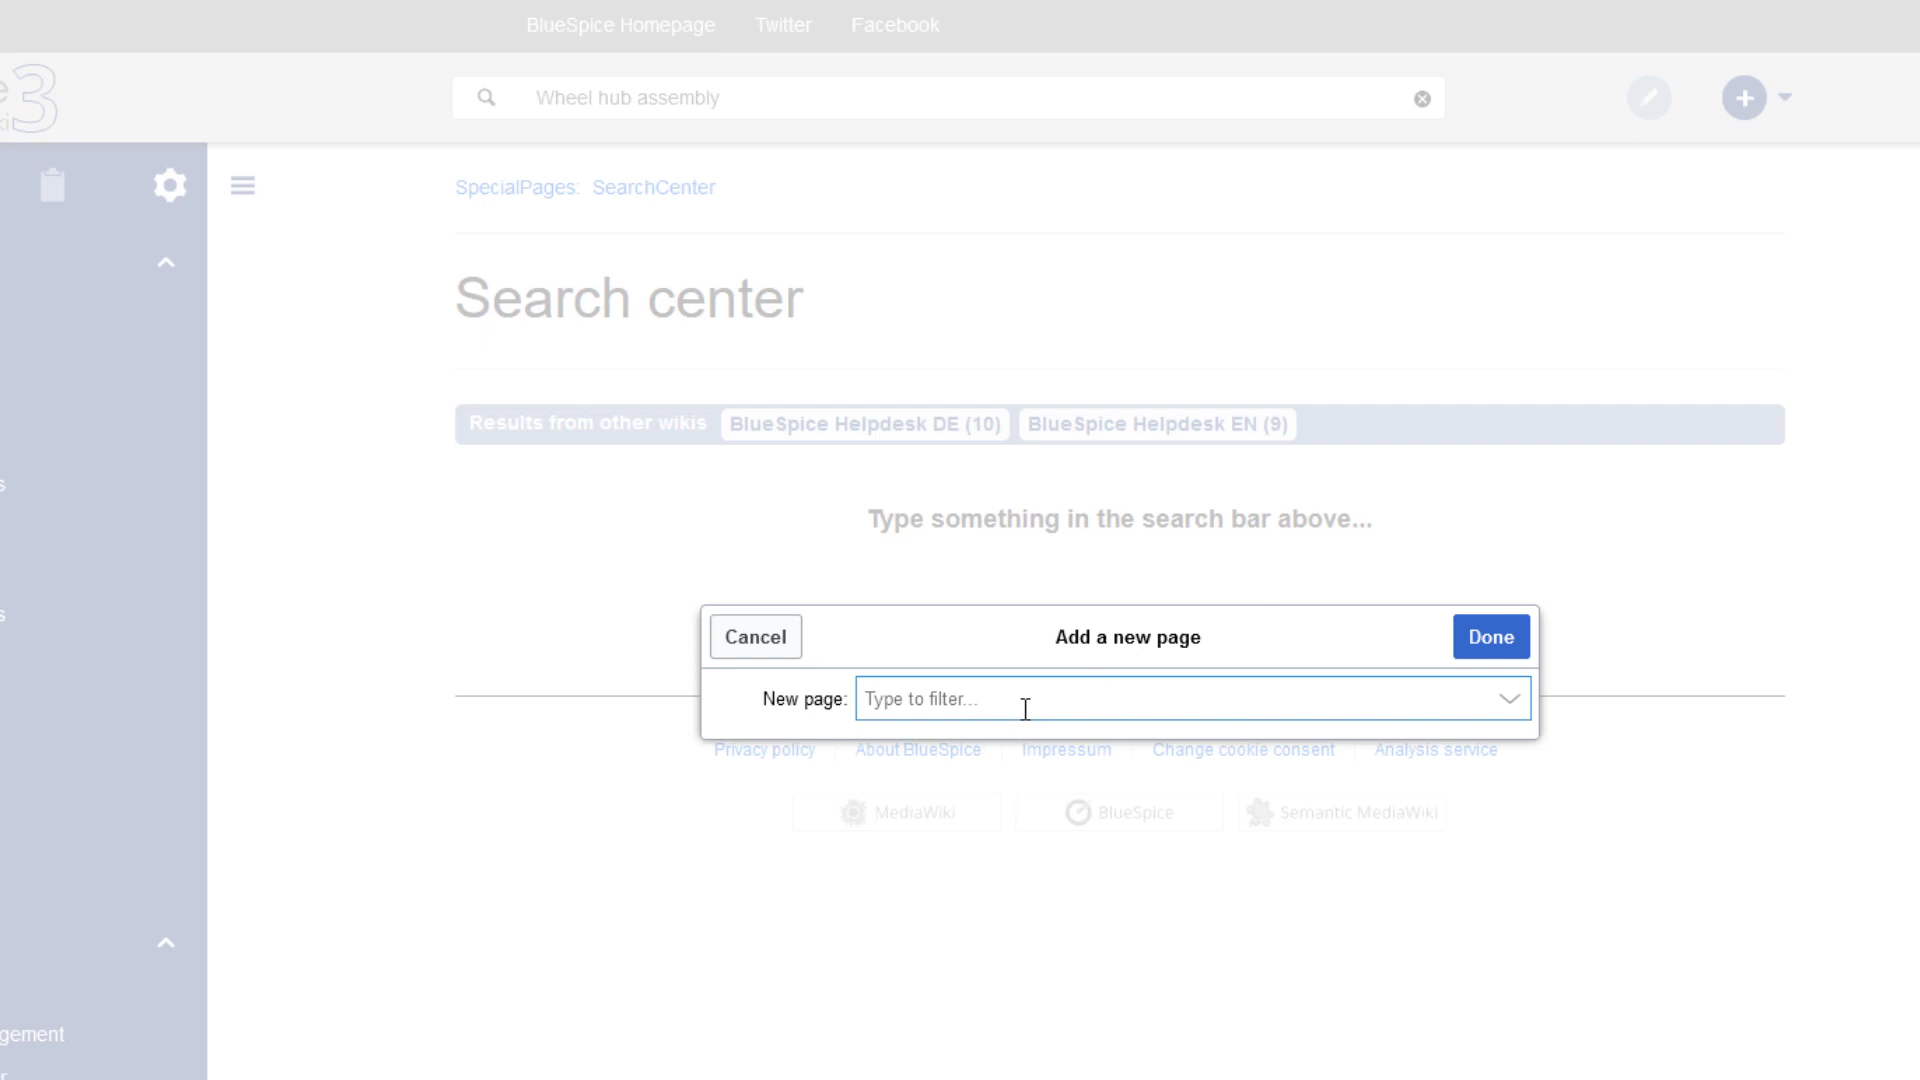 BlueSpice Homepage Twitter Facebook
3
Wheel hub assembly
SpecialPages: SearchCenter
Search center
Results from other wikis BlueSpice Helpdesk DE (10) BlueSpice Helpdesk EN (9)
Type something in the search bar above...
Cancel Add a new page Done
New page: Type to filter...
Privacy policy About BlueSpice Impressum Change cookie consent Analysis service
MediaWiki BlueSpice Semantic MediaWiki
gement